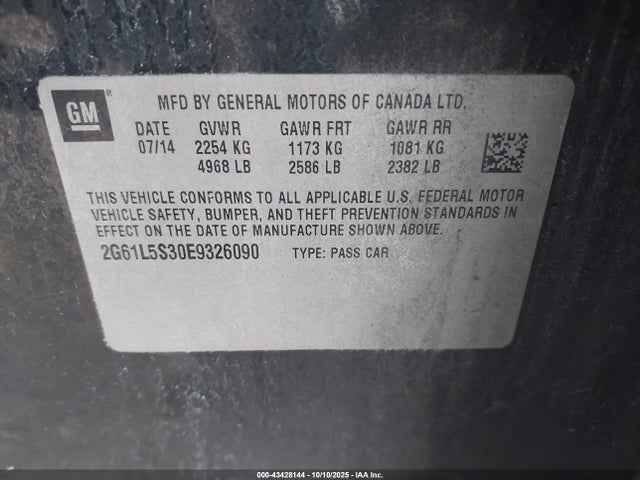 GM
MFD BY GENERAL MOTORS OF CANADA LTD.
DATE GVWR GAWR FRT GAWR RR
07/14 2254 KG 1173 KG 1081 KG
4968 LB 2586 LB 2382 LB
THIS VEHICLE CONFORMS TO ALL APPLICABLE U.S. FEDERAL MOTOR
VEHICLE SAFETY, BUMPER, AND THEFT PREVENTION STANDARDS IN
EFFECT ON THE DATE OF MANUFACTURE SHOWN ABOVE.
2G61L5S30E9326090 TYPE: PASS CAR
000-43428144 - 10/10/2025 - IAA Inc.